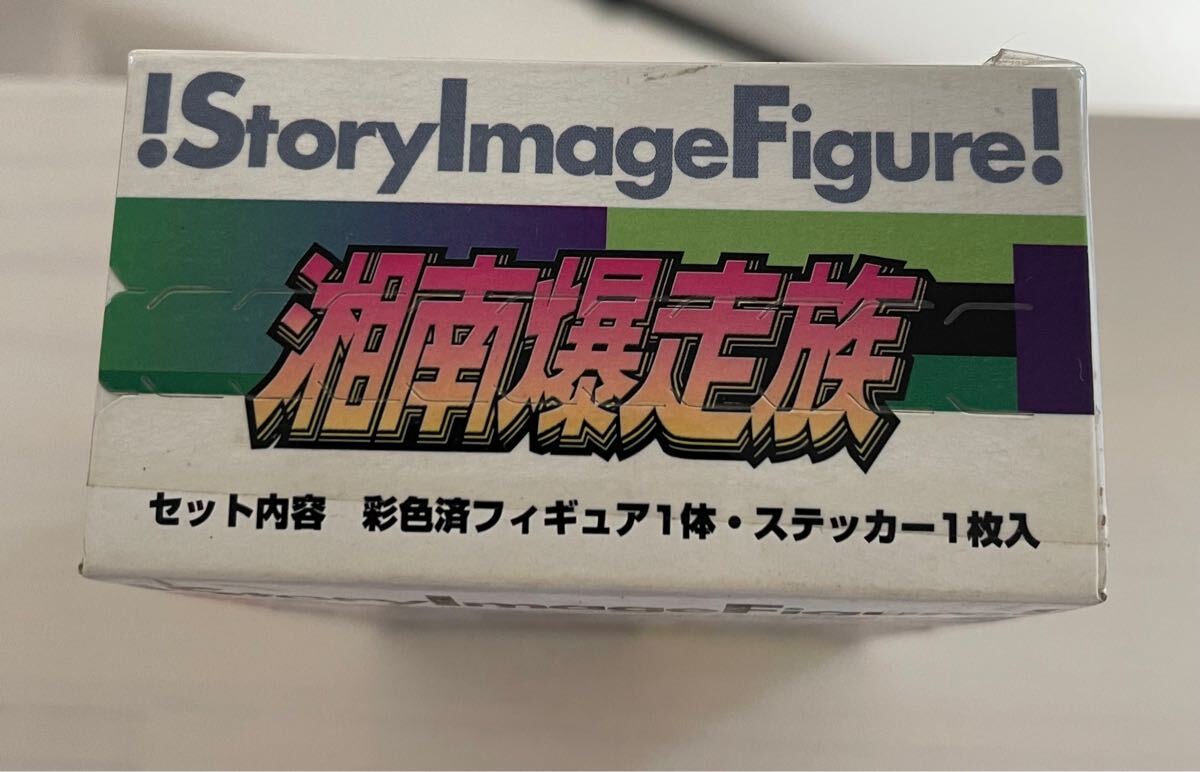 !StoryImageFigure!
湘南爆走族
セット内容 彩色済フィギュア1体・ステッカー1枚入
StoryImageFigure